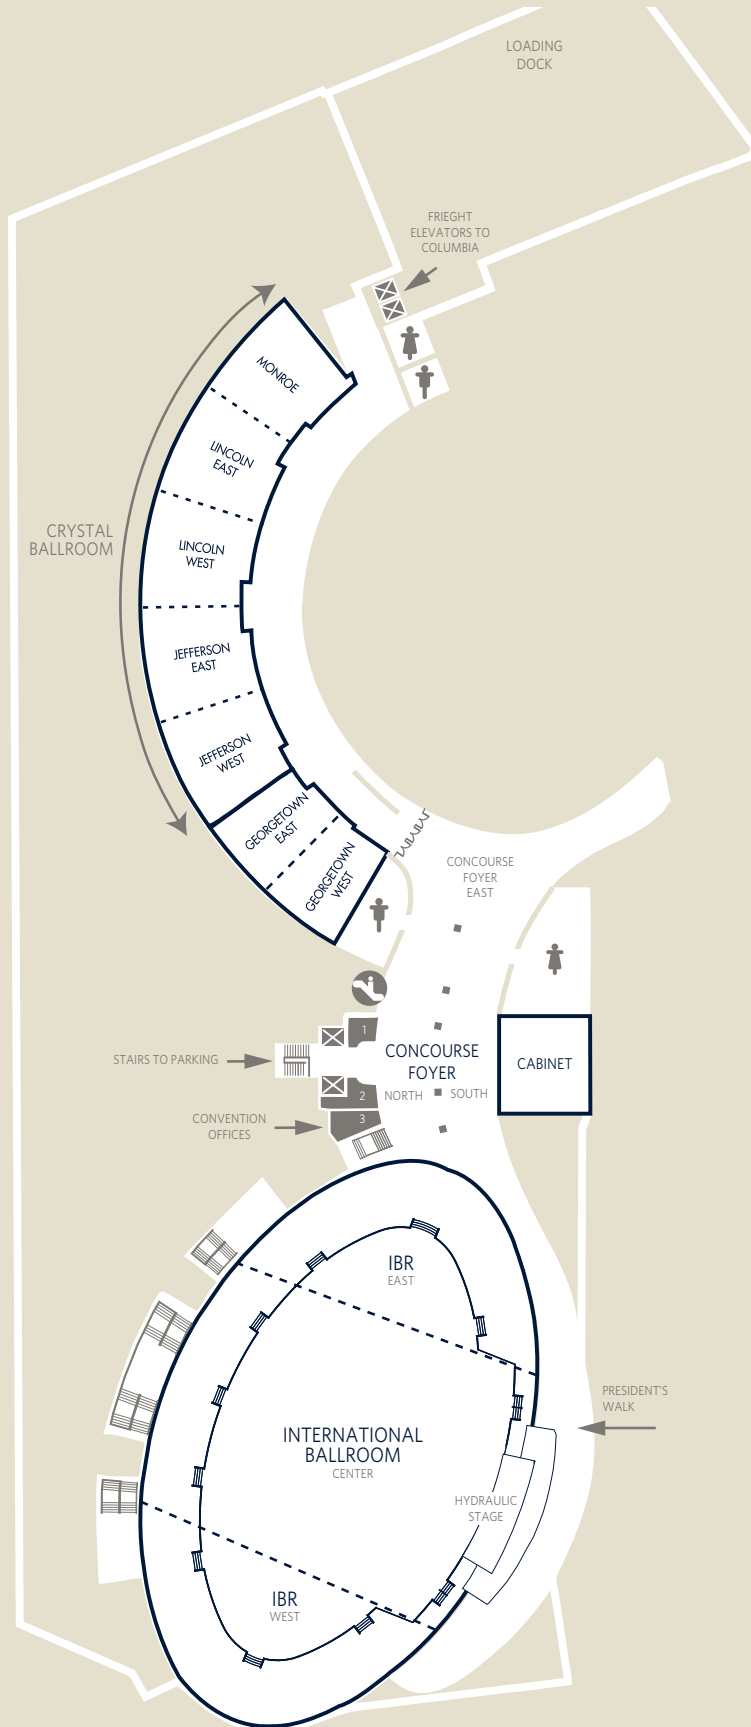 LOADING
DOCK
FRIEGHT
ELEVATORS TO
COLUMBIA
MONROE
LINCOLN
EAST
CRYSTAL
BALLROOM
LINCOLN
WEST
JEFFERSON
EAST
JEFFERSON
WEST
GEORGETOWN
EAST
GEORGETOWN
WEST
CONCOURSE
FOYER
EAST
1
CONCOURSE
FOYER
STAIRS TO PARKING
CABINET
2
NORTH
SOUTH
CONVENTION
OFFICES
3
IBR
EAST
PRESIDENT'S
WALK
INTERNATIONAL
BALLROOM
CENTER
HYDRAULIC
STAGE
IBR
WEST